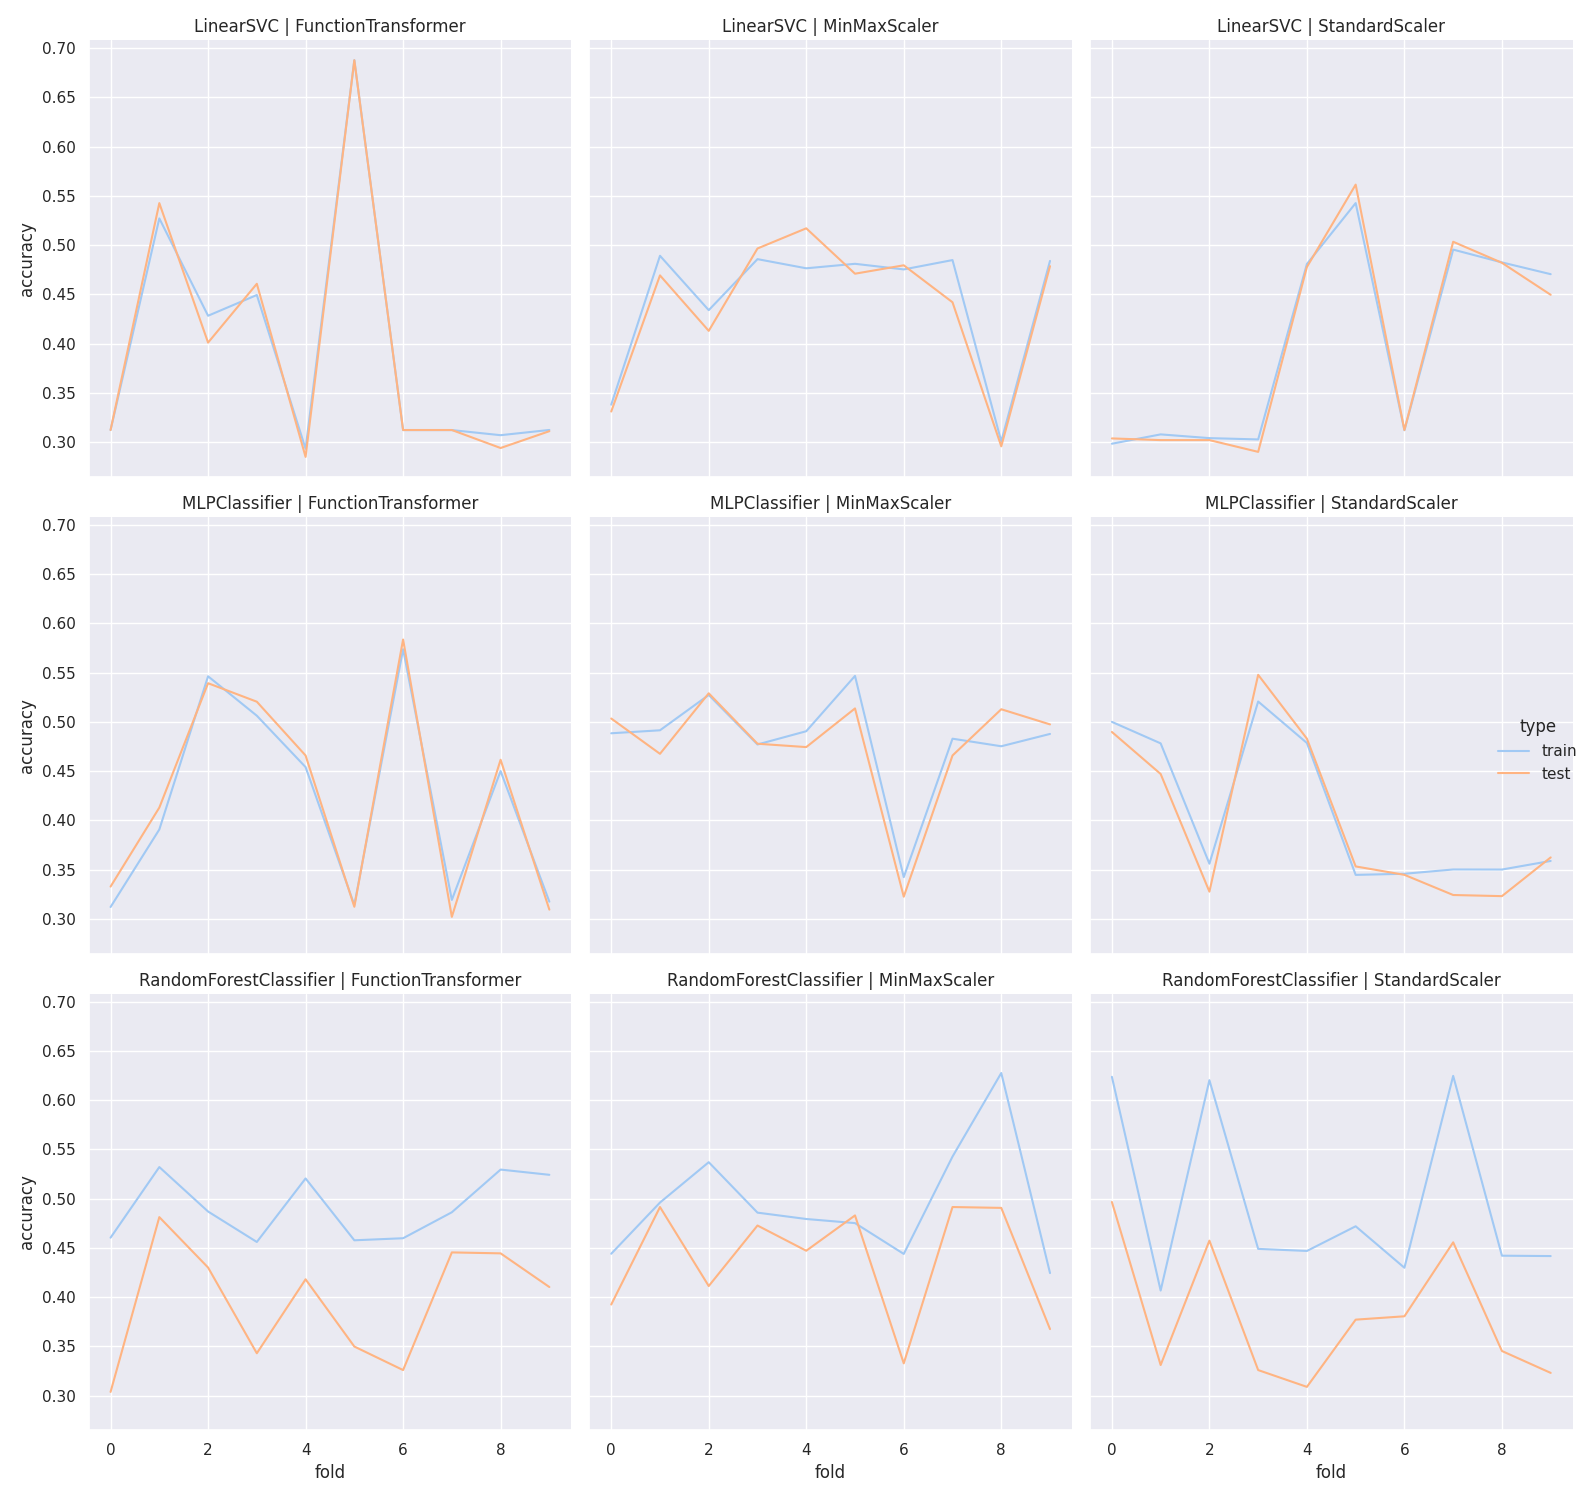 LinearSVC | FunctionTransformer
LinearSVC | MinMaxScaler
LinearSVC | StandardScaler
0.70
0.65
0.60
0.55
0.50
0.45
0.40
0.35
0.30
accuracy
MLPClassifier | FunctionTransformer
MLPClassifier | MinMaxScaler
MLPClassifier | StandardScaler
0.70
0.65
0.60
0.55
0.50
0.45
0.40
0.35
0.30
accuracy
type
train
test
RandomForestClassifier | FunctionTransformer
RandomForestClassifier | MinMaxScaler
RandomForestClassifier | StandardScaler
0.70
0.65
0.60
0.55
0.50
0.45
0.40
0.35
0.30
accuracy
0 2 4 6 8
0 2 4 6 8
0 2 4 6 8
fold
fold
fold